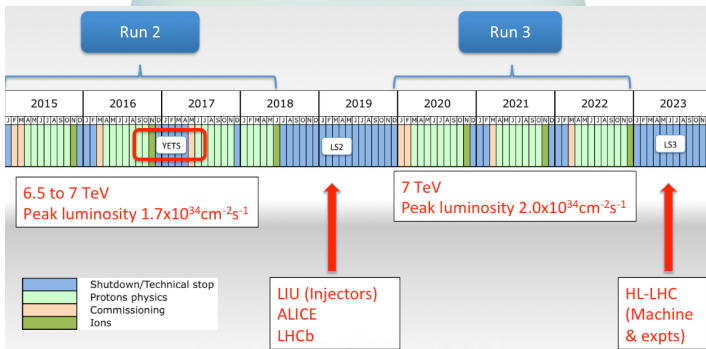 Run 2
Run 3
2015 2016 2017 2018 2019 2020 2021 2022 2023
J F M A M J J A S O N D J F M A M J J A S O N D J F M A M J J A S O N D J F M A M J J A S O N D J F M A M J J A S O N D J F M A M J J A S O N D J F M A M J J A S O N D J F M A M J J A S O N D J F M A M J J A S O N D
YETS
LS2
LS3
6.5 to 7 TeV
Peak luminosity 1.7x10³⁴cm⁻²s⁻¹
7 TeV
Peak luminosity 2.0x10³⁴cm⁻²s⁻¹
Shutdown/Technical stop
Protons physics
Commissioning
Ions
LIU (Injectors)
ALICE
LHCb
HL-LHC
(Machine
& expts)